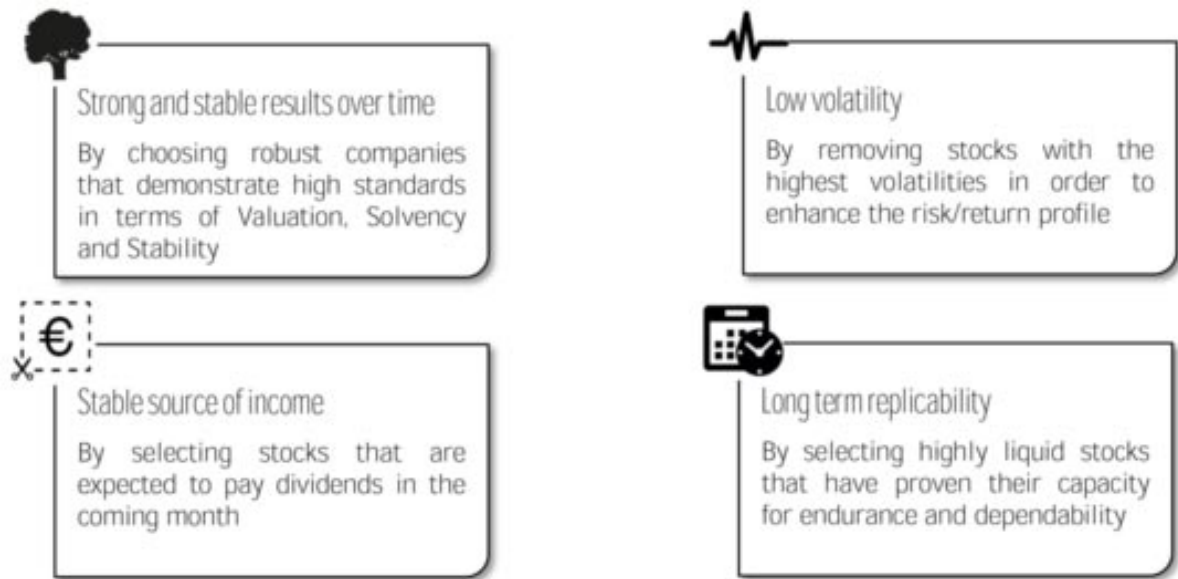 Strong and stable results over time
By choosing robust companies
that demonstrate high standards
in terms of Valuation, Solvency
and Stability
Low volatility
By removing stocks with the
highest volatilities in order to
enhance the risk/return profile
€
Stable source of income
By selecting stocks that are
expected to pay dividends in the
coming month
Long term replicability
By selecting highly liquid stocks
that have proven their capacity
for endurance and dependability